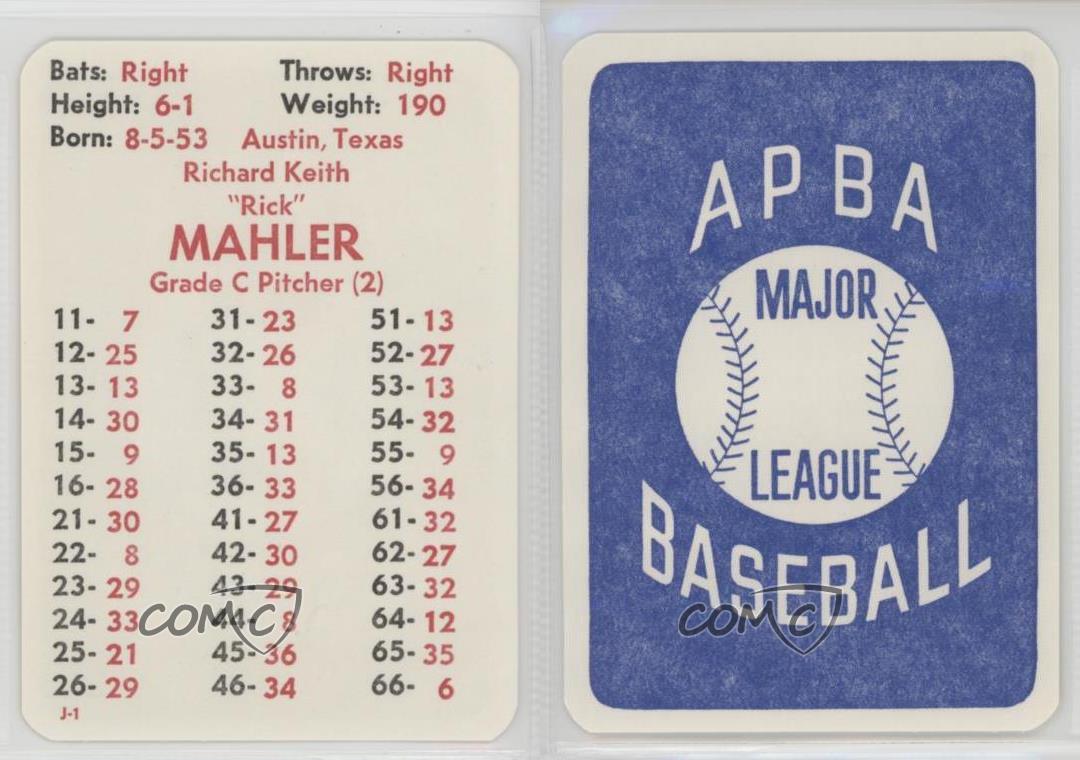 Bats: Right Throws: Right
Height: 6-1 Weight: 190
Born: 8-5-53 Austin, Texas
Richard Keith
"Rick"
MAHLER
Grade C Pitcher (2)
11- 7 31- 23 51- 13
12- 25 32- 26 52- 27
13- 13 33- 8 53- 13
14- 30 34- 31 54- 32
15- 9 35- 13 55- 9
16- 28 36- 33 56- 34
21- 30 41- 27 61- 32
22- 8 42- 30 62- 27
23- 29 43- 29 63- 32
24- 33 44- 8 64- 12
25- 21 45- 36 65- 35
26- 29 46- 34 66- 6
J-1
COMC
APBA
MAJOR
LEAGUE
BASEBALL
COMC